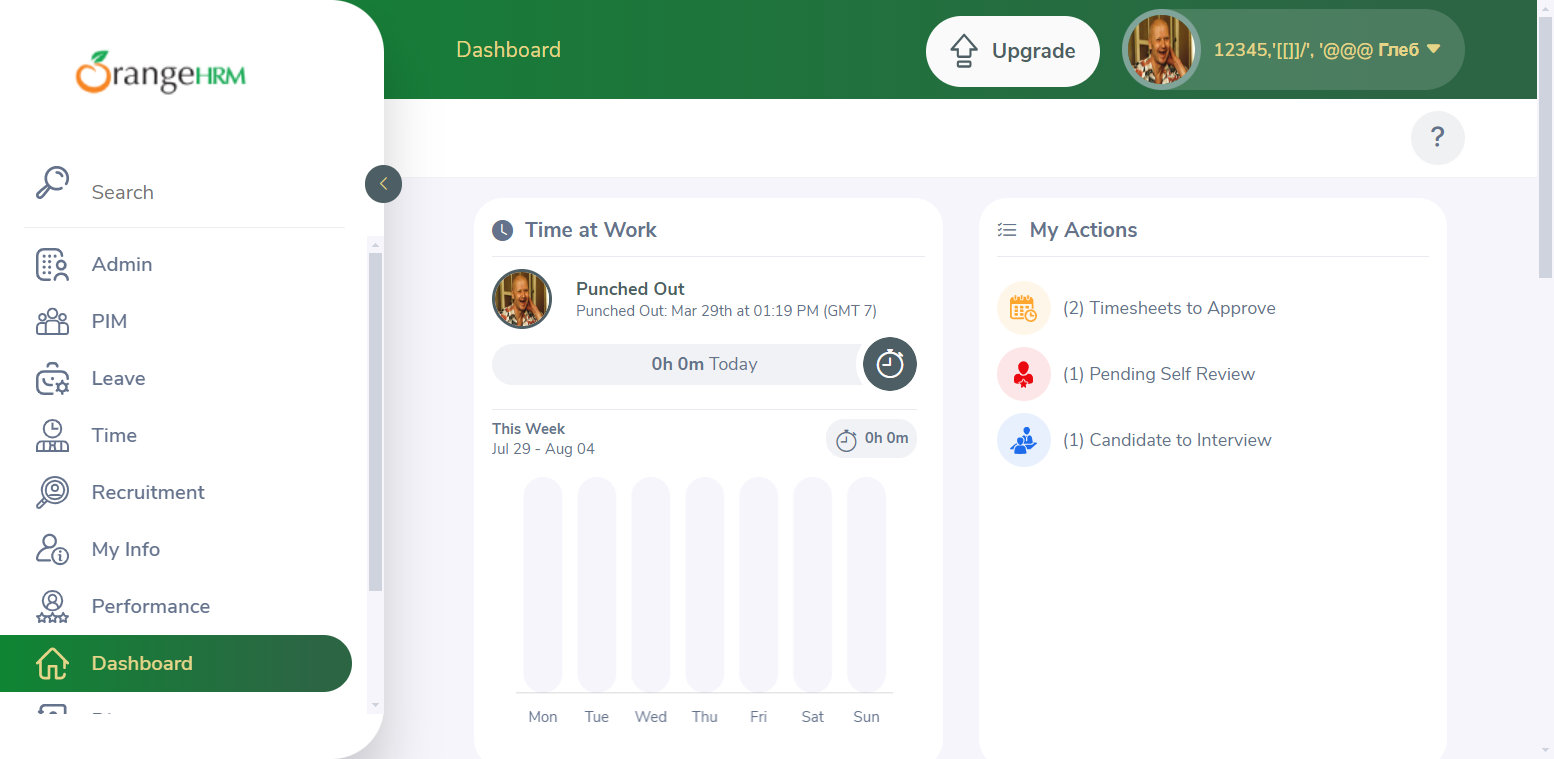 OrangeHRM
Search
Admin
PIM
Leave
Time
Recruitment
My Info
Performance
Dashboard
Dashboard
Upgrade
12345,'[[]]/', '@@@ Глеб
?
Time at Work
Punched Out
Punched Out: Mar 29th at 01:19 PM (GMT 7)
0h 0m Today
This Week
Jul 29 - Aug 04
0h 0m
Mon Tue Wed Thu Fri Sat Sun
My Actions
(2) Timesheets to Approve
(1) Pending Self Review
(1) Candidate to Interview